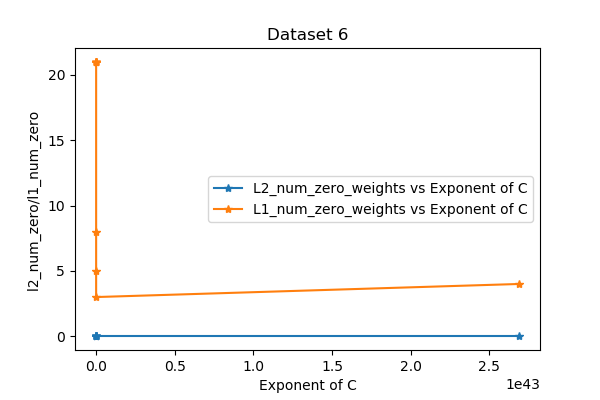 Dataset 6
l2_num_zero/l1_num_zero
20
15
10
5
0
L2_num_zero_weights vs Exponent of C
L1_num_zero_weights vs Exponent of C
0.0 0.5 1.0 1.5 2.0 2.5
1e43
Exponent of C